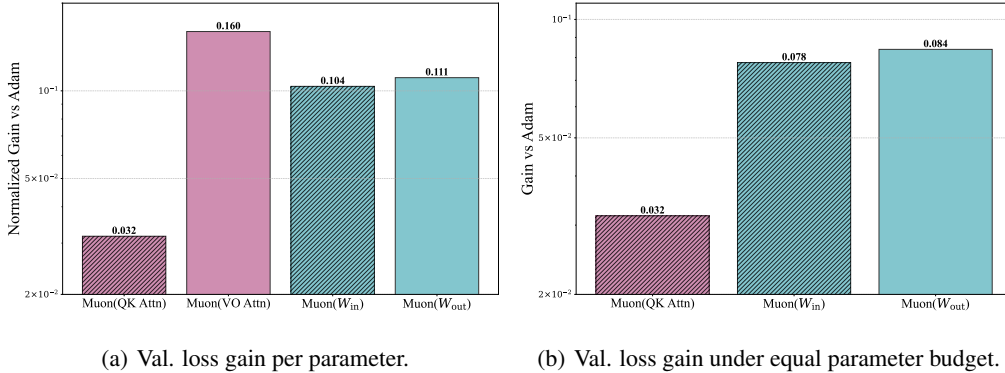 Normalized Gain vs Adam
10⁻¹
5×10⁻²
2×10⁻²
0.032
0.160
0.104
0.111
Muon(QK Attn)
Muon(VO Attn)
Muon(W_in)
Muon(W_out)
(a) Val. loss gain per parameter.
Gain vs Adam
10⁻¹
5×10⁻²
2×10⁻²
0.032
0.078
0.084
Muon(QK Attn)
Muon(W_in)
Muon(W_out)
(b) Val. loss gain under equal parameter budget.